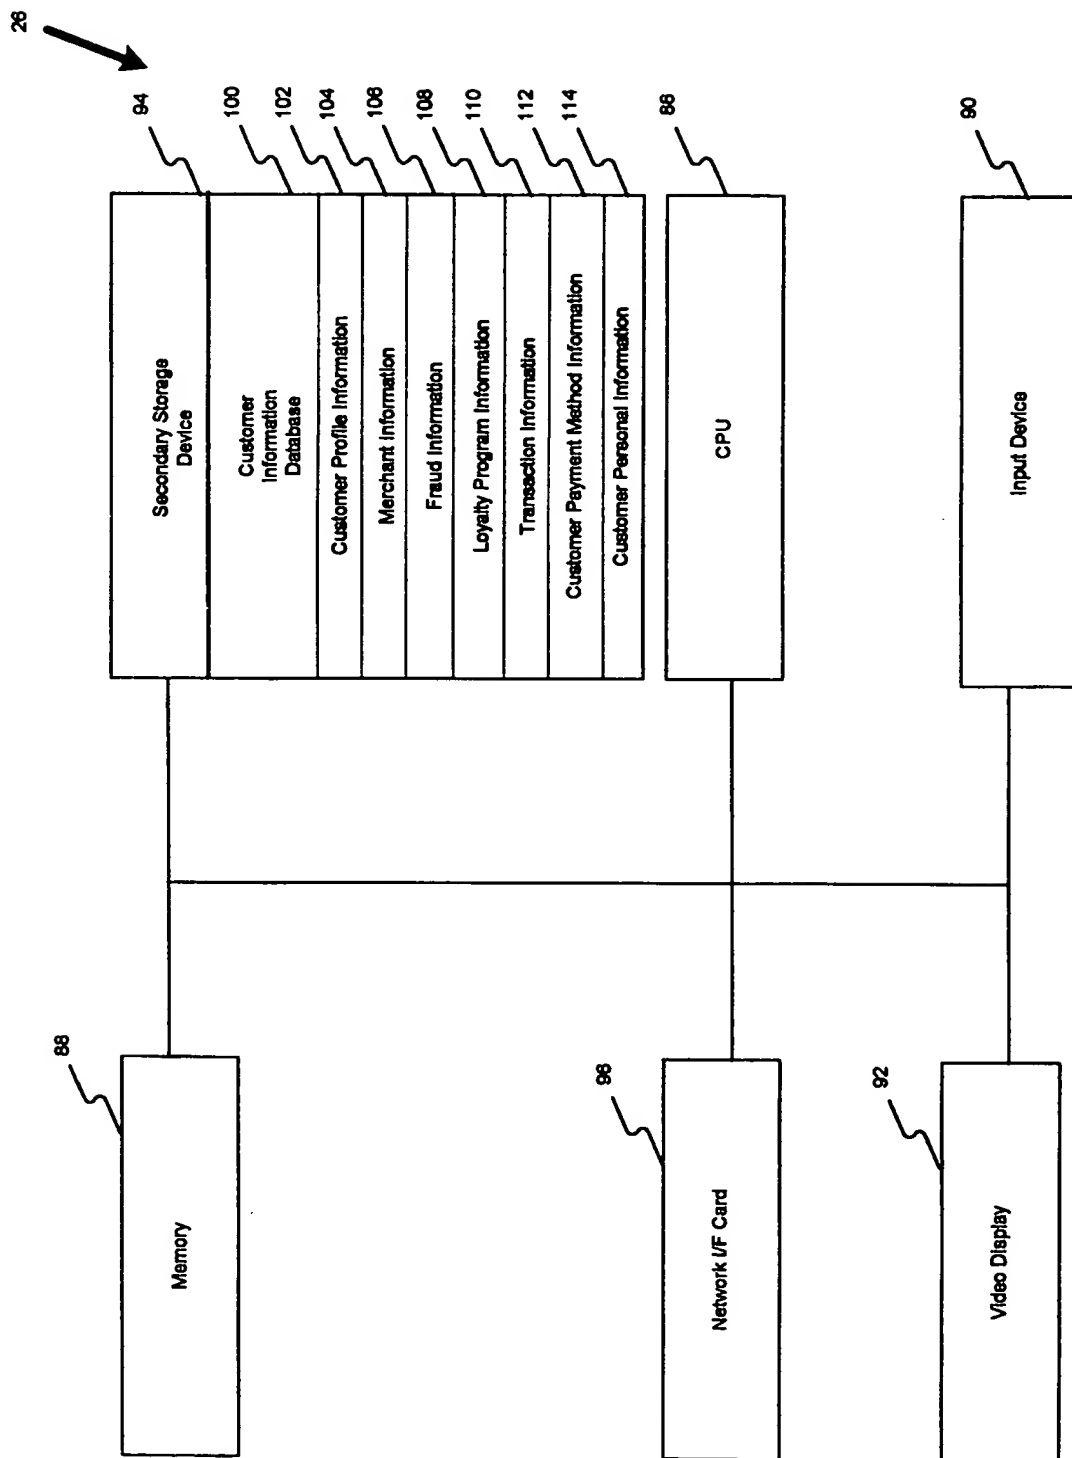 26
88
Memory
94
Secondary Storage
Device
100
Customer
Information
Database
102
Customer Profile Information
104
Merchant Information
106
Fraud Information
108
Loyalty Program Information
110
Transaction Information
112
Customer Payment Method Information
114
Customer Personal Information
96
Network I/F Card
86
CPU
92
Video Display
90
Input Device